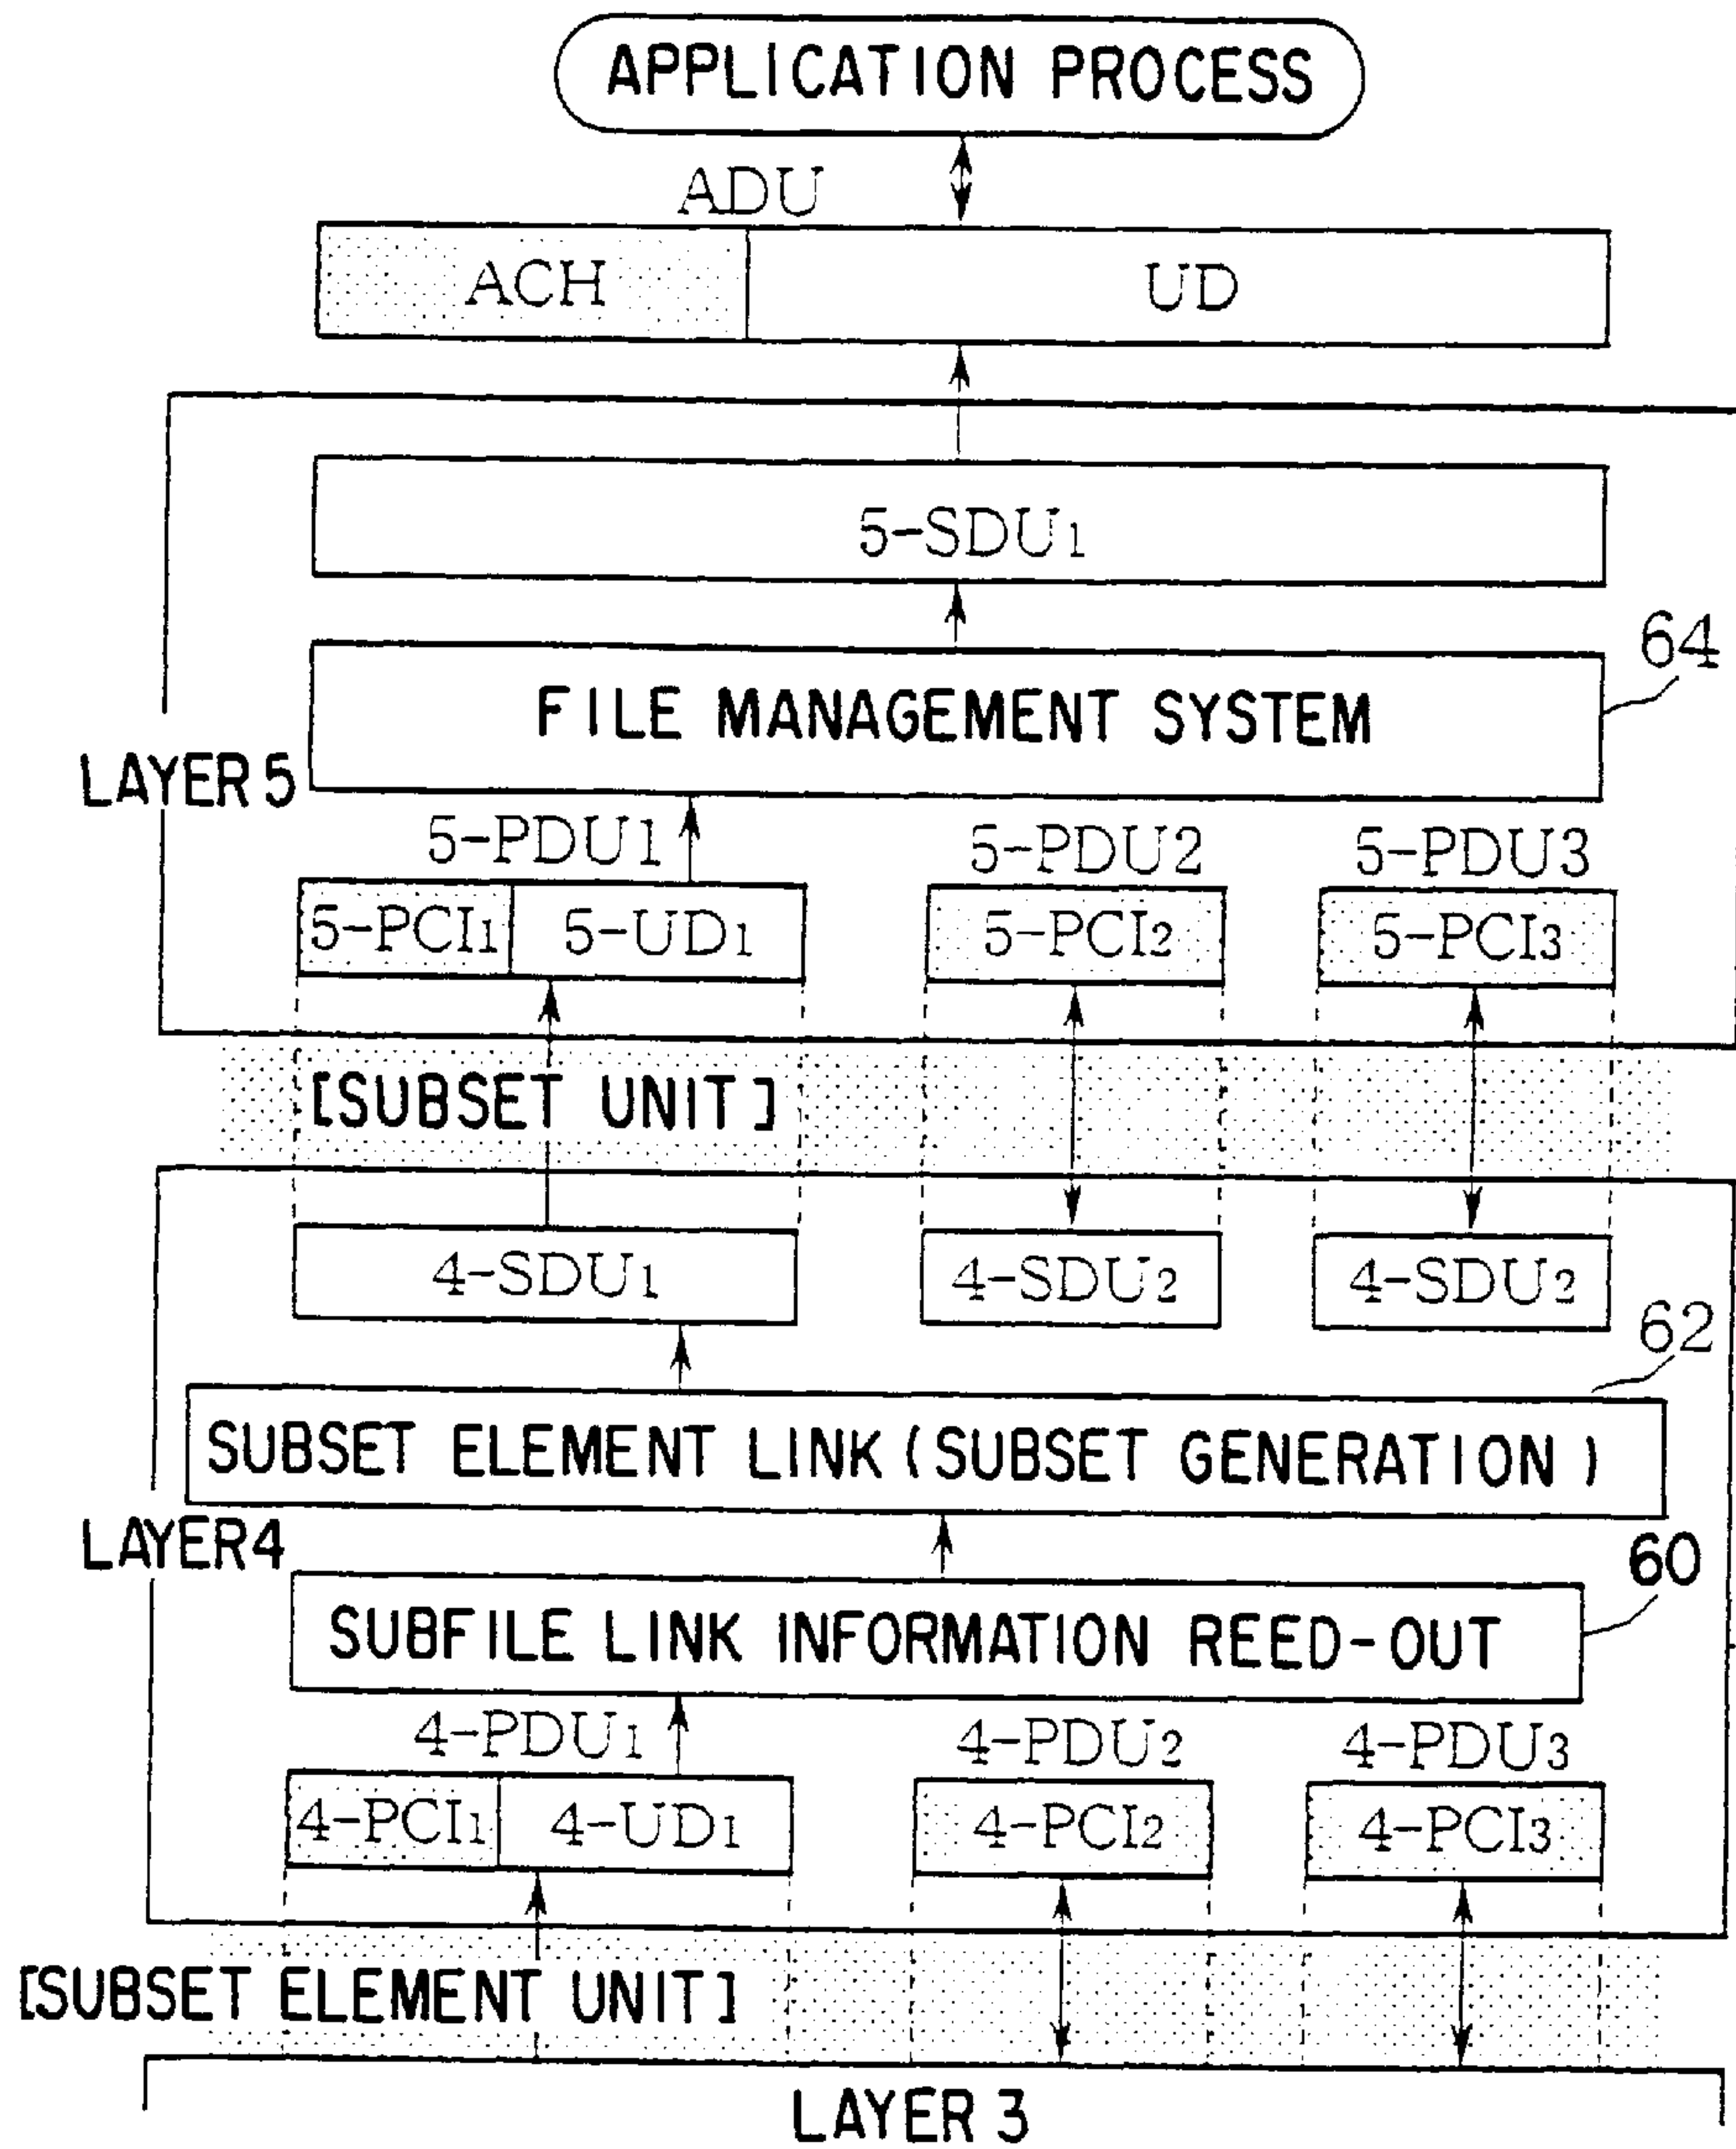 APPLICATION PROCESS
ADU
ACH UD
5-SDU1
64
FILE MANAGEMENT SYSTEM
LAYER 5
5-PDU1 5-PDU2 5-PDU3
5-PCI1 5-UD1 5-PCI2 5-PCI3
[SUBSET UNIT]
4-SDU1 4-SDU2 4-SDU2
62
SUBSET ELEMENT LINK (SUBSET GENERATION)
LAYER4
60
SUBFILE LINK INFORMATION REED-OUT
4-PDU1 4-PDU2 4-PDU3
4-PCI1 4-UD1 4-PCI2 4-PCI3
[SUBSET ELEMENT UNIT]
LAYER 3